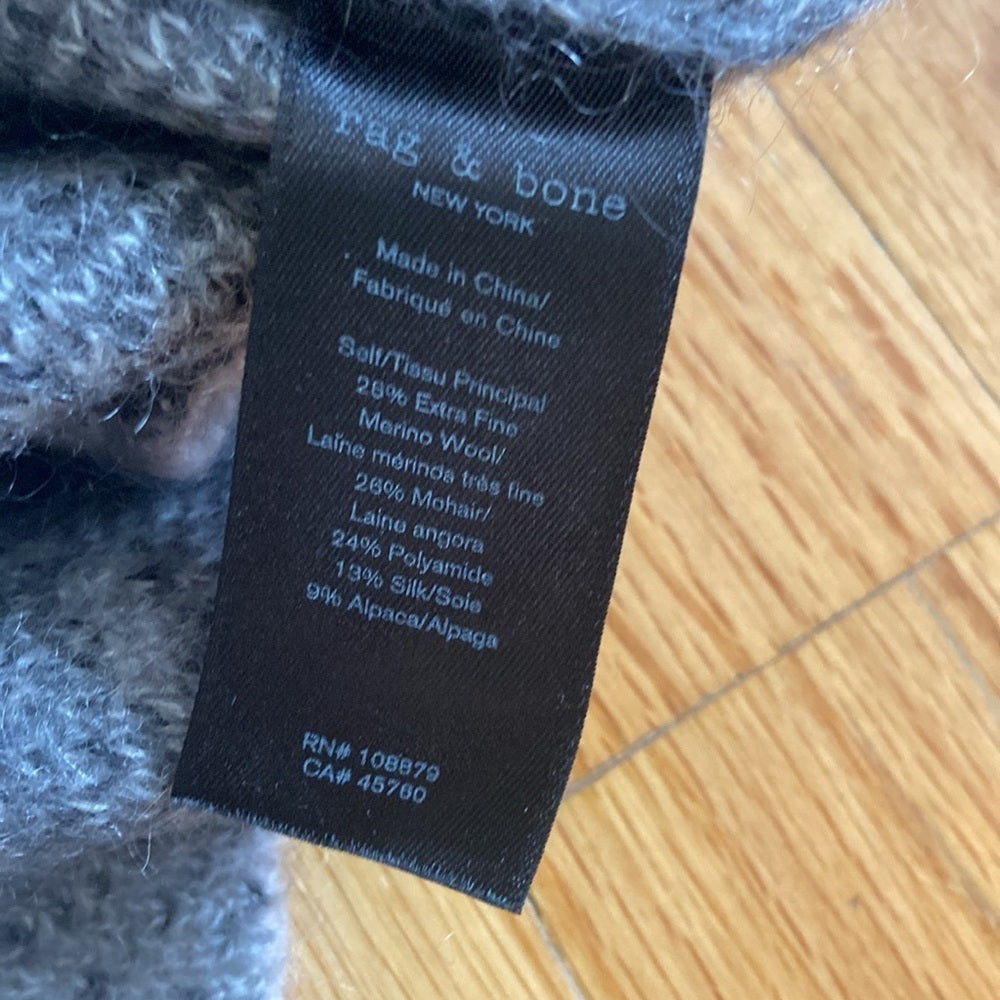 rag & bone
NEW YORK
Made in China/
Fabriqué en Chine
Self/Tissu Principal
28% Extra Fine
Merino Wool/
Laine mérinos très fine
26% Mohair/
Laine angora
24% Polyamide
13% Silk/Soie
9% Alpaca/Alpaga
RN# 108879
CA# 45760